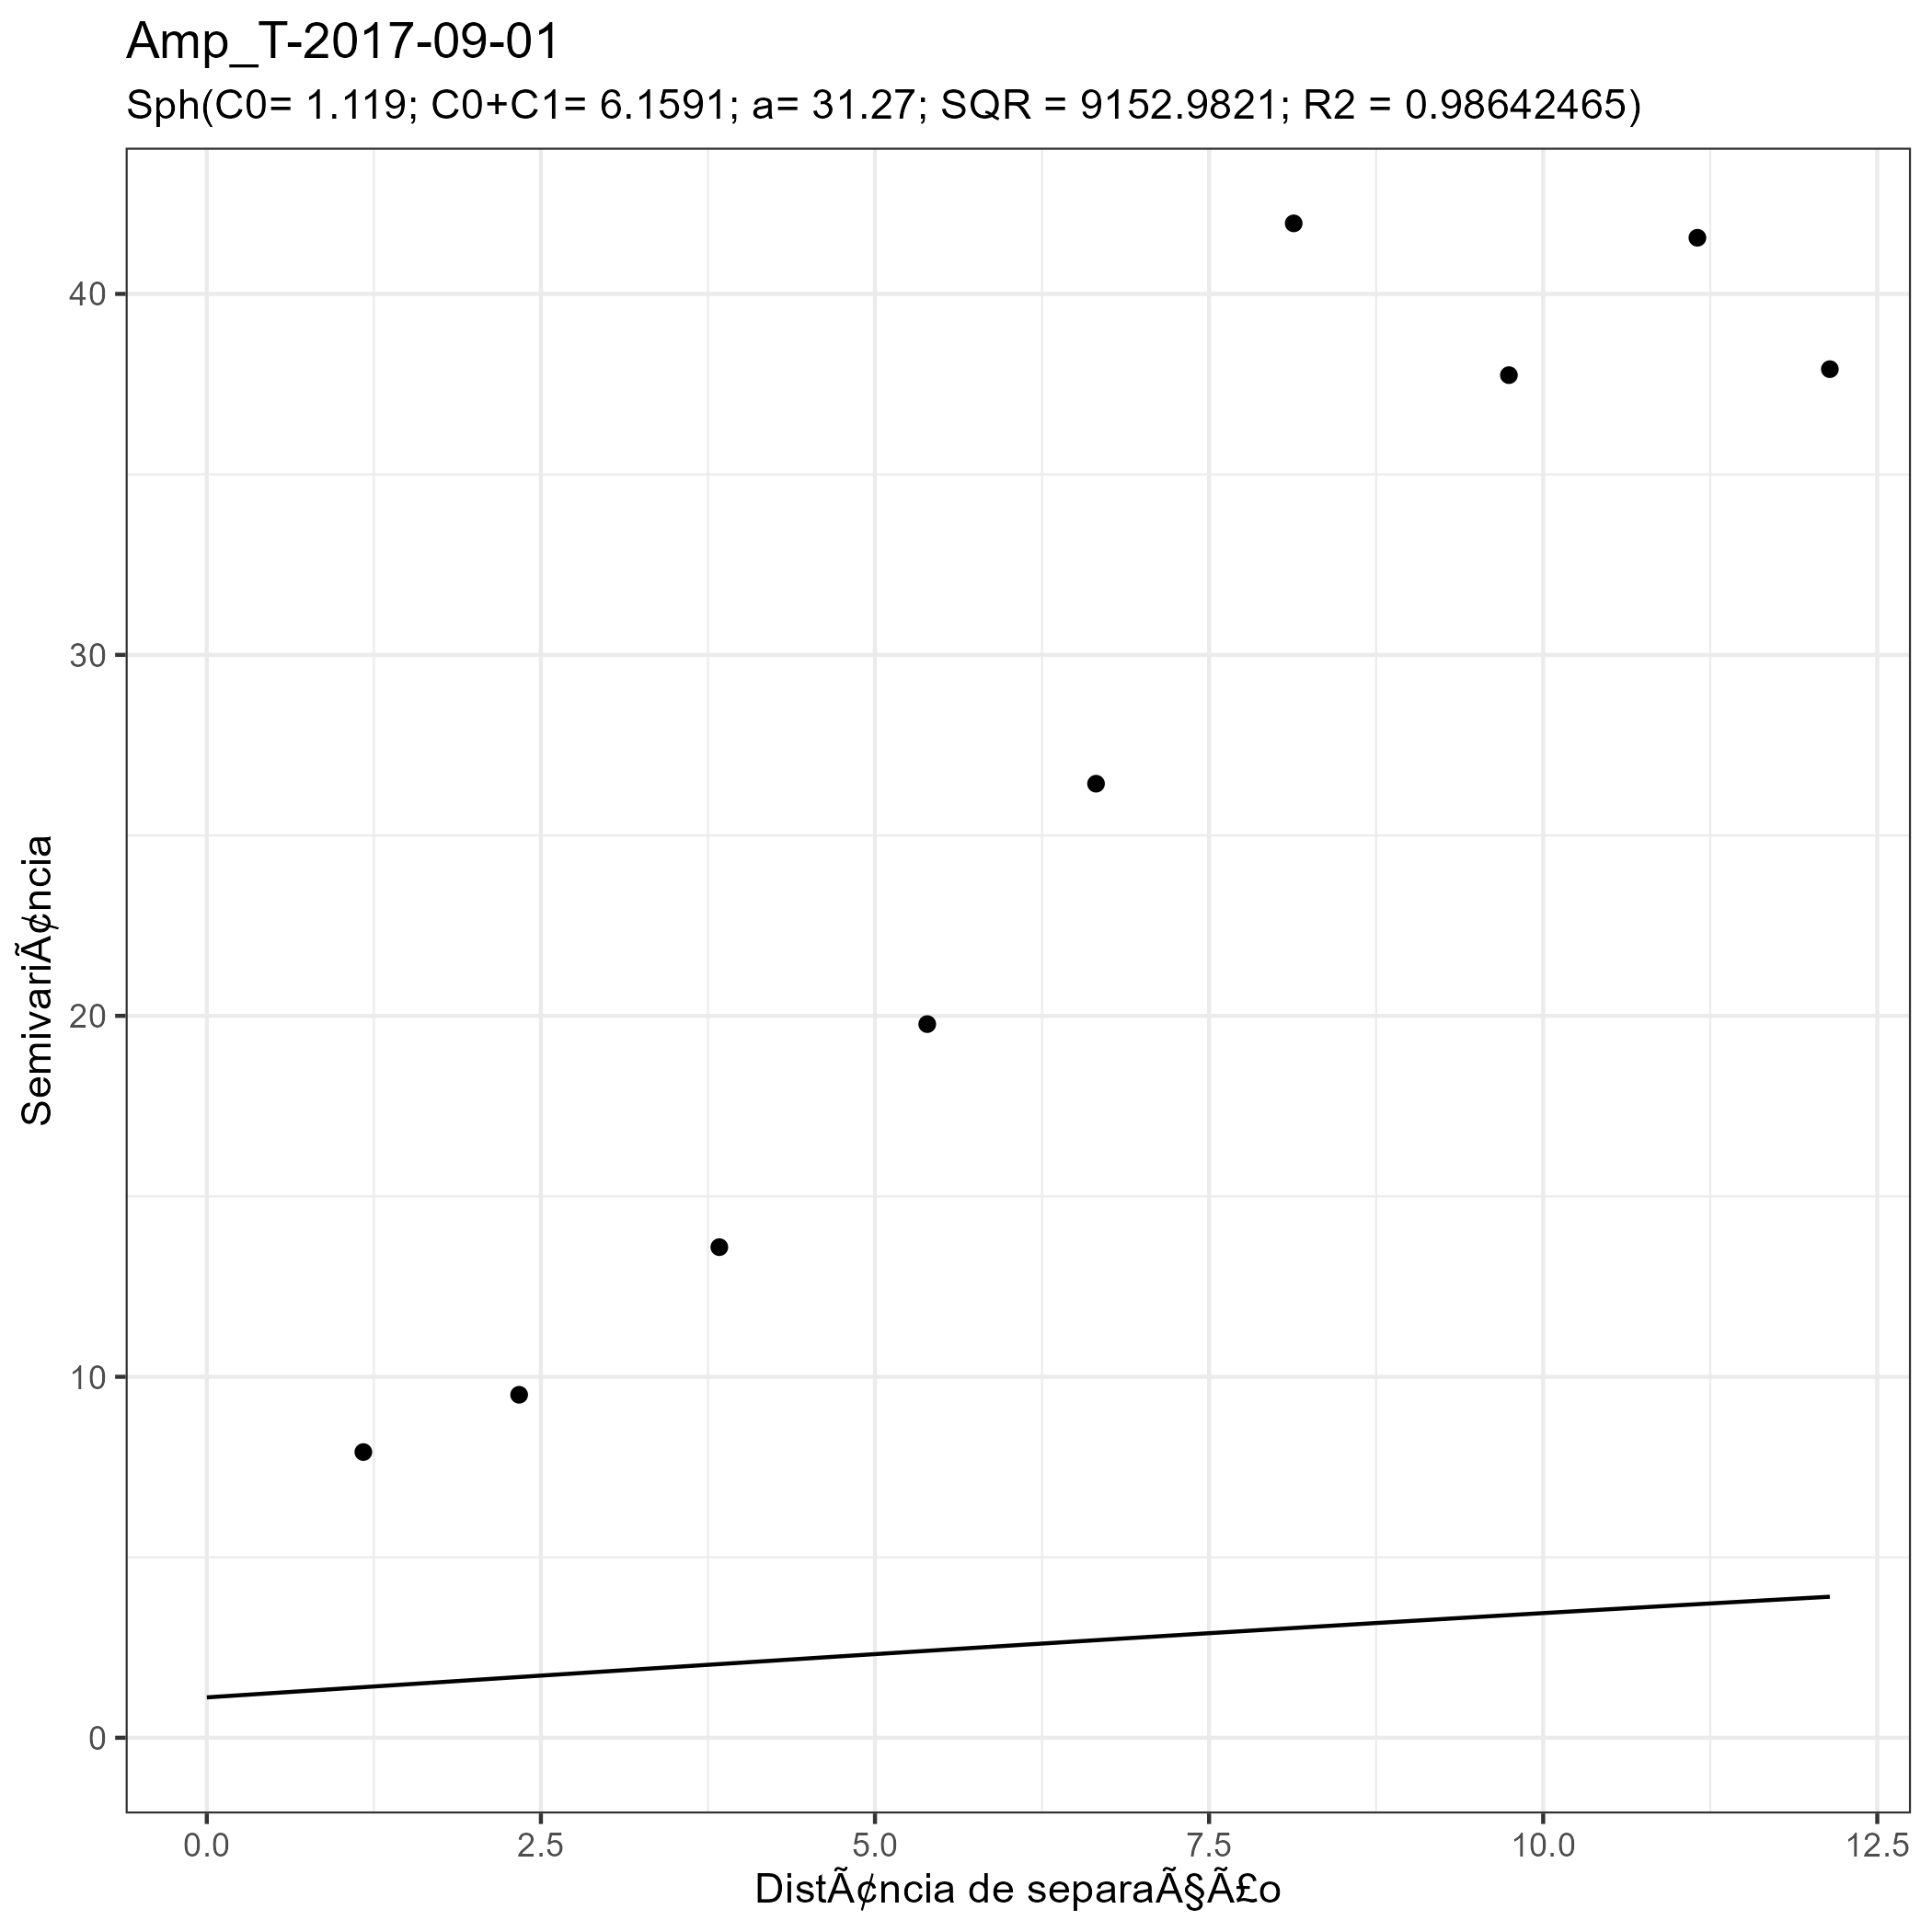 Amp_T-2017-09-01
Sph(C0= 1.119; C0+C1= 6.1591; a= 31.27; SQR = 9152.9821; R2 = 0.98642465)
SemivariÃ¢ncia
40
30
20
10
0
0.0 2.5 5.0 7.5 10.0 12.5
DistÃ¢ncia de separaÃ§Ã£o